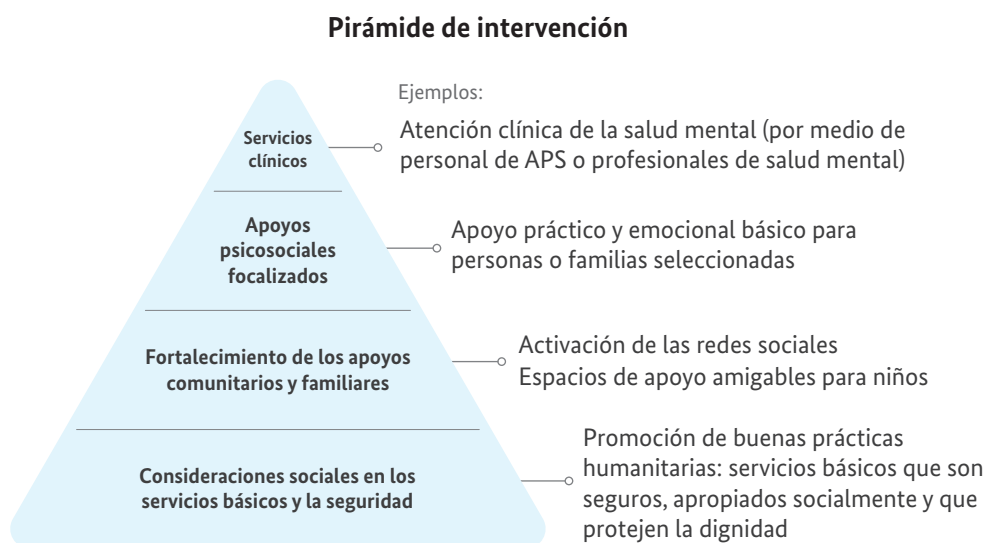 Pirámide de intervención
Ejemplos:
Servicios
clínicos
Atención clínica de la salud mental (por medio de
personal de APS o profesionales de salud mental)
Apoyos
psicosociales
focalizados
Apoyo práctico y emocional básico para
personas o familias seleccionadas
Fortalecimiento de los apoyos
comunitarios y familiares
Activación de las redes sociales
Espacios de apoyo amigables para niños
Consideraciones sociales en los
servicios básicos y la seguridad
Promoción de buenas prácticas
humanitarias: servicios básicos que son
seguros, apropiados socialmente y que
protejen la dignidad